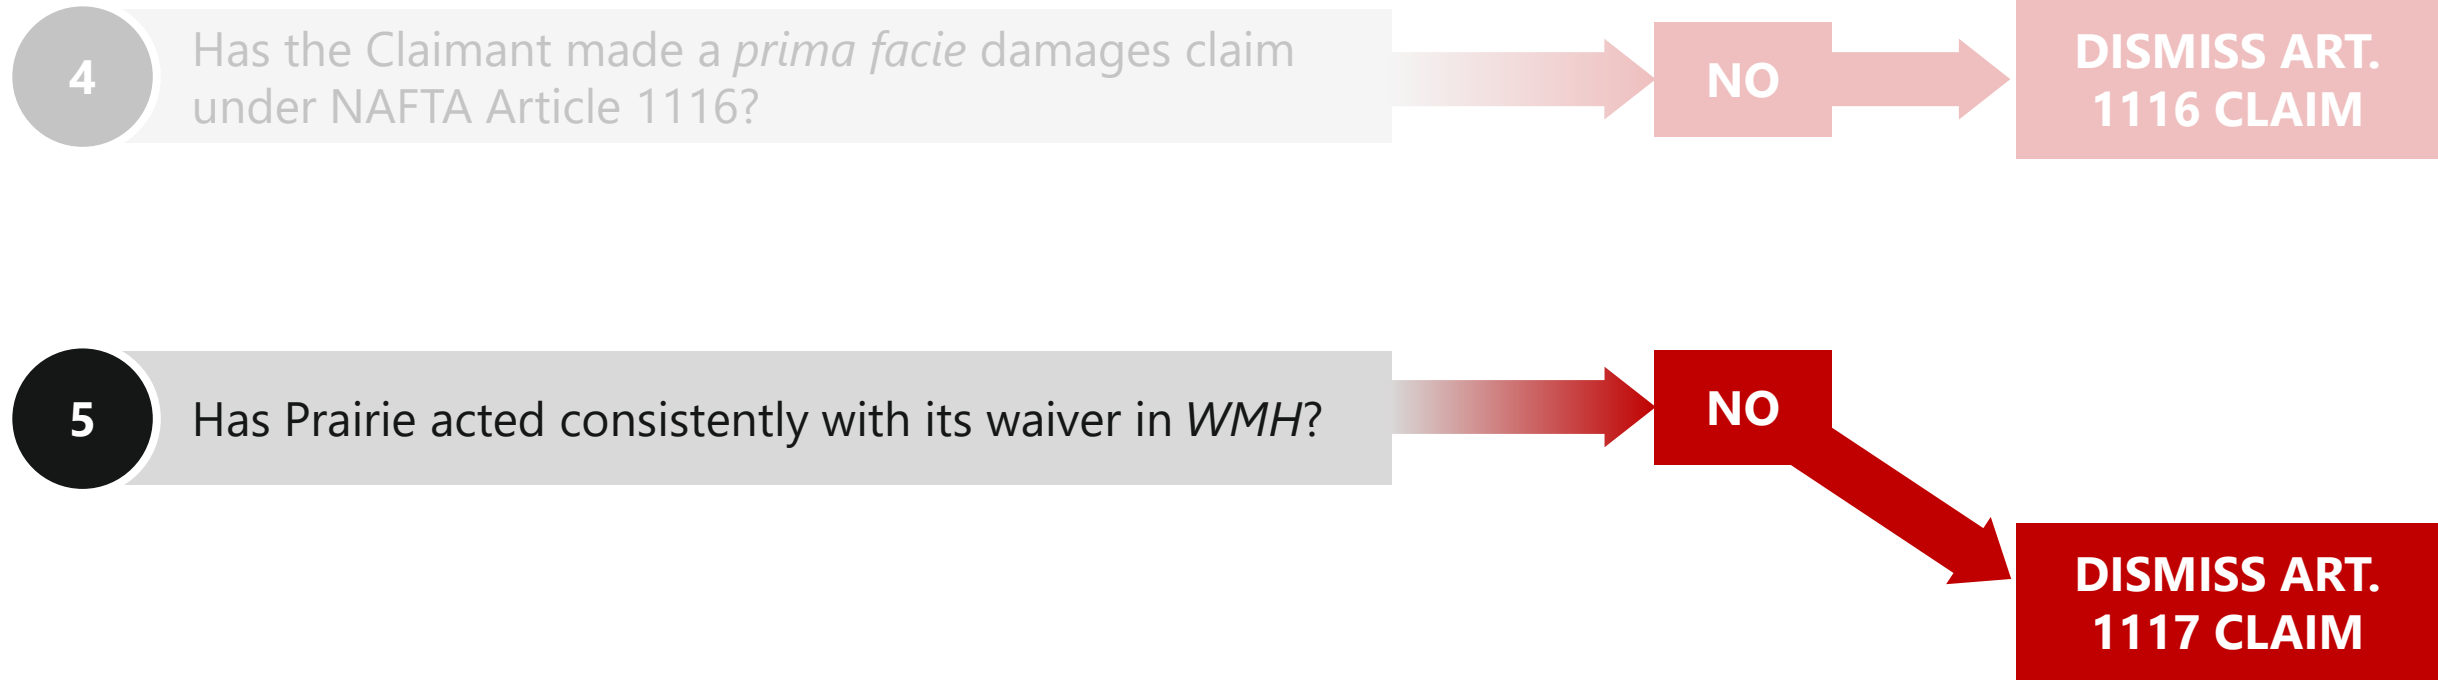 4
Has the Claimant made a prima facie damages claim
under NAFTA Article 1116?
NO
DISMISS ART.
1116 CLAIM
5
Has Prairie acted consistently with its waiver in WMH?
NO
DISMISS ART.
1117 CLAIM